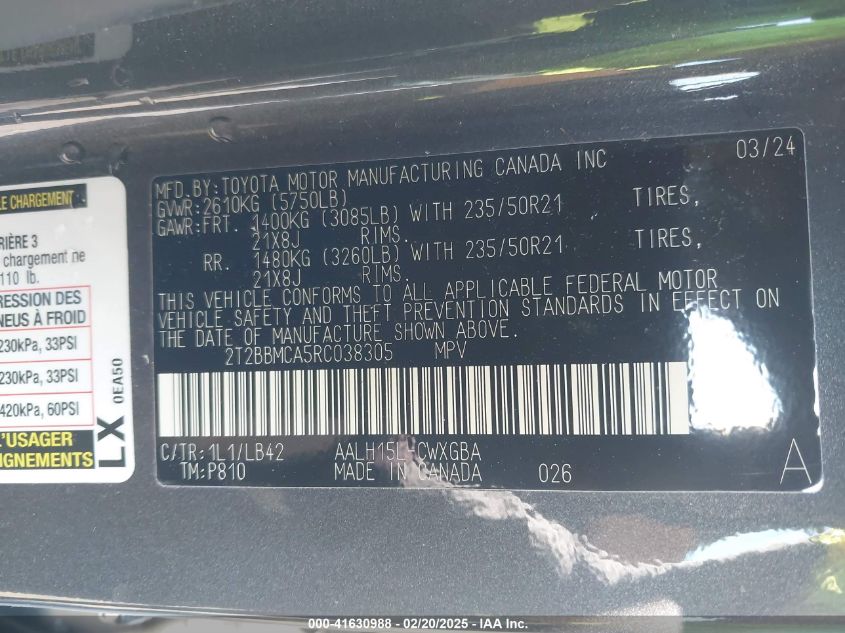 LE CHARGEMENT
RIÈRE 3
chargement ne
110 lb.
RESSION DES
NEUS À FROID
230kPa, 33PSI
230kPa, 33PSI
420kPa, 60PSI
L'USAGER
IGNEMENTS
LX 0EA50
03/24
MFD.BY:TOYOTA MOTOR MANUFACTURING CANADA INC
GVWR:2610KG (5750LB)
GAWR:FRT. 1400KG (3085LB) WITH 235/50R21 TIRES,
21X8J RIMS.
RR. 1480KG (3260LB) WITH 235/50R21 TIRES,
21X8J RIMS.
THIS VEHICLE CONFORMS TO ALL APPLICABLE FEDERAL MOTOR
VEHICLE SAFETY AND THEFT PREVENTION STANDARDS IN EFFECT ON
THE DATE OF MANUFACTURE SHOWN ABOVE.
2T2BBMCA5RC038305 MPV
C/TR:1L1/LB42 AALH15L-CWXGBA
TM:P810 MADE IN CANADA 026 A
000-41630988 — 02/20/2025 - IAA Inc.